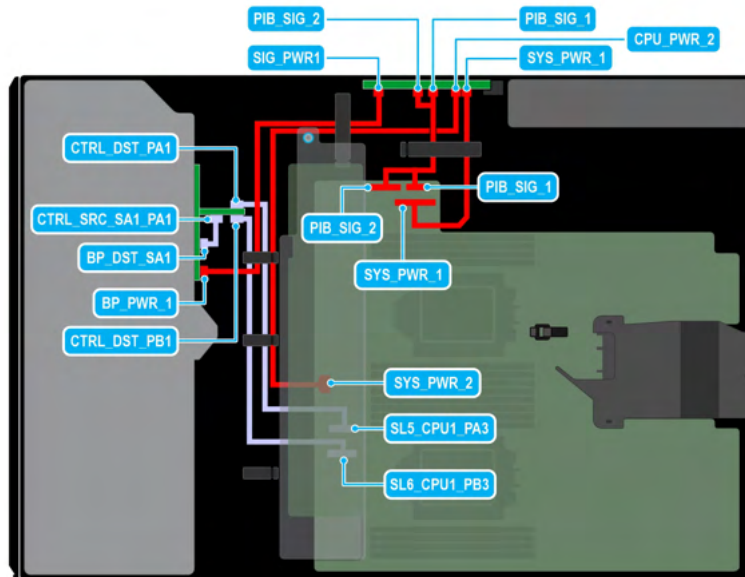 PIB_SIG_2
PIB_SIG_1
CPU_PWR_2
SIG_PWR1
SYS_PWR_1
CTRL_DST_PA1
PIB_SIG_1
CTRL_SRC_SA1_PA1
PIB_SIG_2
BP_DST_SA1
SYS_PWR_1
BP_PWR_1
CTRL_DST_PB1
SYS_PWR_2
SL5_CPU1_PA3
SL6_CPU1_PB3